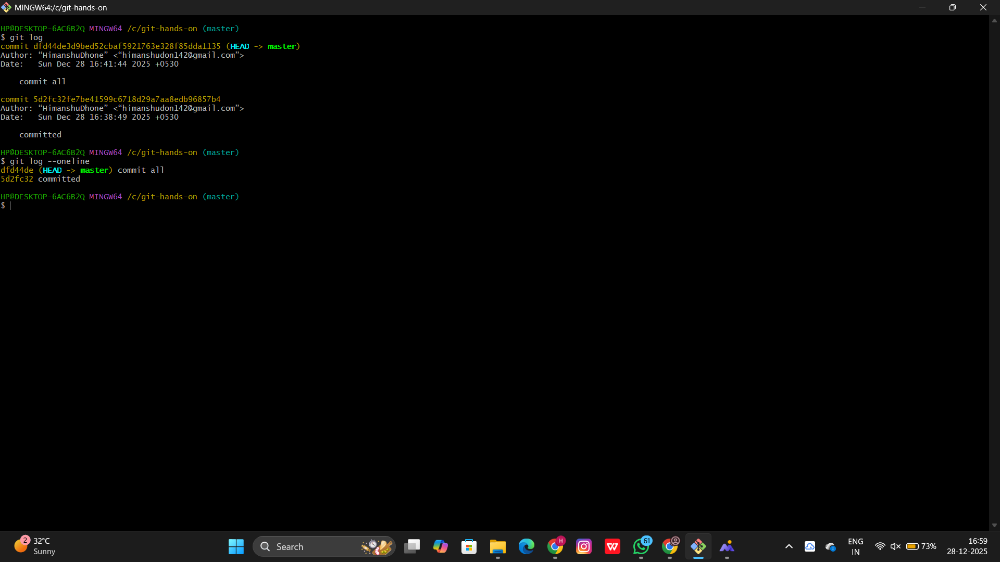 MINGW64:/c/git-hands-on
HP@DESKTOP-6AC6B2Q MINGW64 /c/git-hands-on (master)
$ git log
commit dfd44de3d9bed52cbaf5921763e328f85dda1135 (HEAD -> master)
Author: “HimanshuDhone” <“himanshudon142@gmail.com”>
Date:   Sun Dec 28 16:41:44 2025 +0530
    commit all
commit 5d2fc32fe7be41599c6718d29a7aa8edb96857b4
Author: “HimanshuDhone” <“himanshudon142@gmail.com”>
Date:   Sun Dec 28 16:38:49 2025 +0530
    committed
HP@DESKTOP-6AC6B2Q MINGW64 /c/git-hands-on (master)
$ git log --oneline
dfd44de (HEAD -> master) commit all
5d2fc32 committed
HP@DESKTOP-6AC6B2Q MINGW64 /c/git-hands-on (master)
$
2
32°C
Sunny
Search
H
W
61
ENG
IN
73%
16:59
28-12-2025